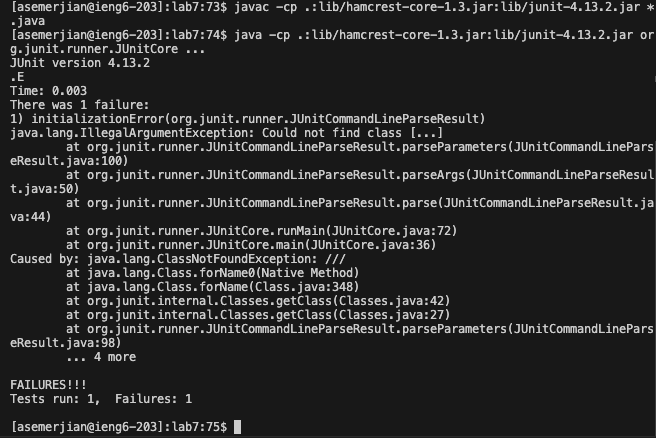 [asemerjian@ieng6-203]:lab7:73$ javac -cp .:lib/hamcrest-core-1.3.jar:lib/junit-4.13.2.jar *
.java
[asemerjian@ieng6-203]:lab7:74$ java -cp .:lib/hamcrest-core-1.3.jar:lib/junit-4.13.2.jar or
g.junit.runner.JUnitCore ...
JUnit version 4.13.2
.E
Time: 0.003
There was 1 failure:
1) initializationError(org.junit.runner.JUnitCommandLineParseResult)
java.lang.IllegalArgumentException: Could not find class [...]
        at org.junit.runner.JUnitCommandLineParseResult.parseParameters(JUnitCommandLinePars
eResult.java:100)
        at org.junit.runner.JUnitCommandLineParseResult.parseArgs(JUnitCommandLineParseResul
t.java:50)
        at org.junit.runner.JUnitCommandLineParseResult.parse(JUnitCommandLineParseResult.ja
va:44)
        at org.junit.runner.JUnitCore.runMain(JUnitCore.java:72)
        at org.junit.runner.JUnitCore.main(JUnitCore.java:36)
Caused by: java.lang.ClassNotFoundException: ///
        at java.lang.Class.forName0(Native Method)
        at java.lang.Class.forName(Class.java:348)
        at org.junit.internal.Classes.getClass(Classes.java:42)
        at org.junit.internal.Classes.getClass(Classes.java:27)
        at org.junit.runner.JUnitCommandLineParseResult.parseParameters(JUnitCommandLinePars
eResult.java:98)
        ... 4 more
FAILURES!!!
Tests run: 1,  Failures: 1
[asemerjian@ieng6-203]:lab7:75$